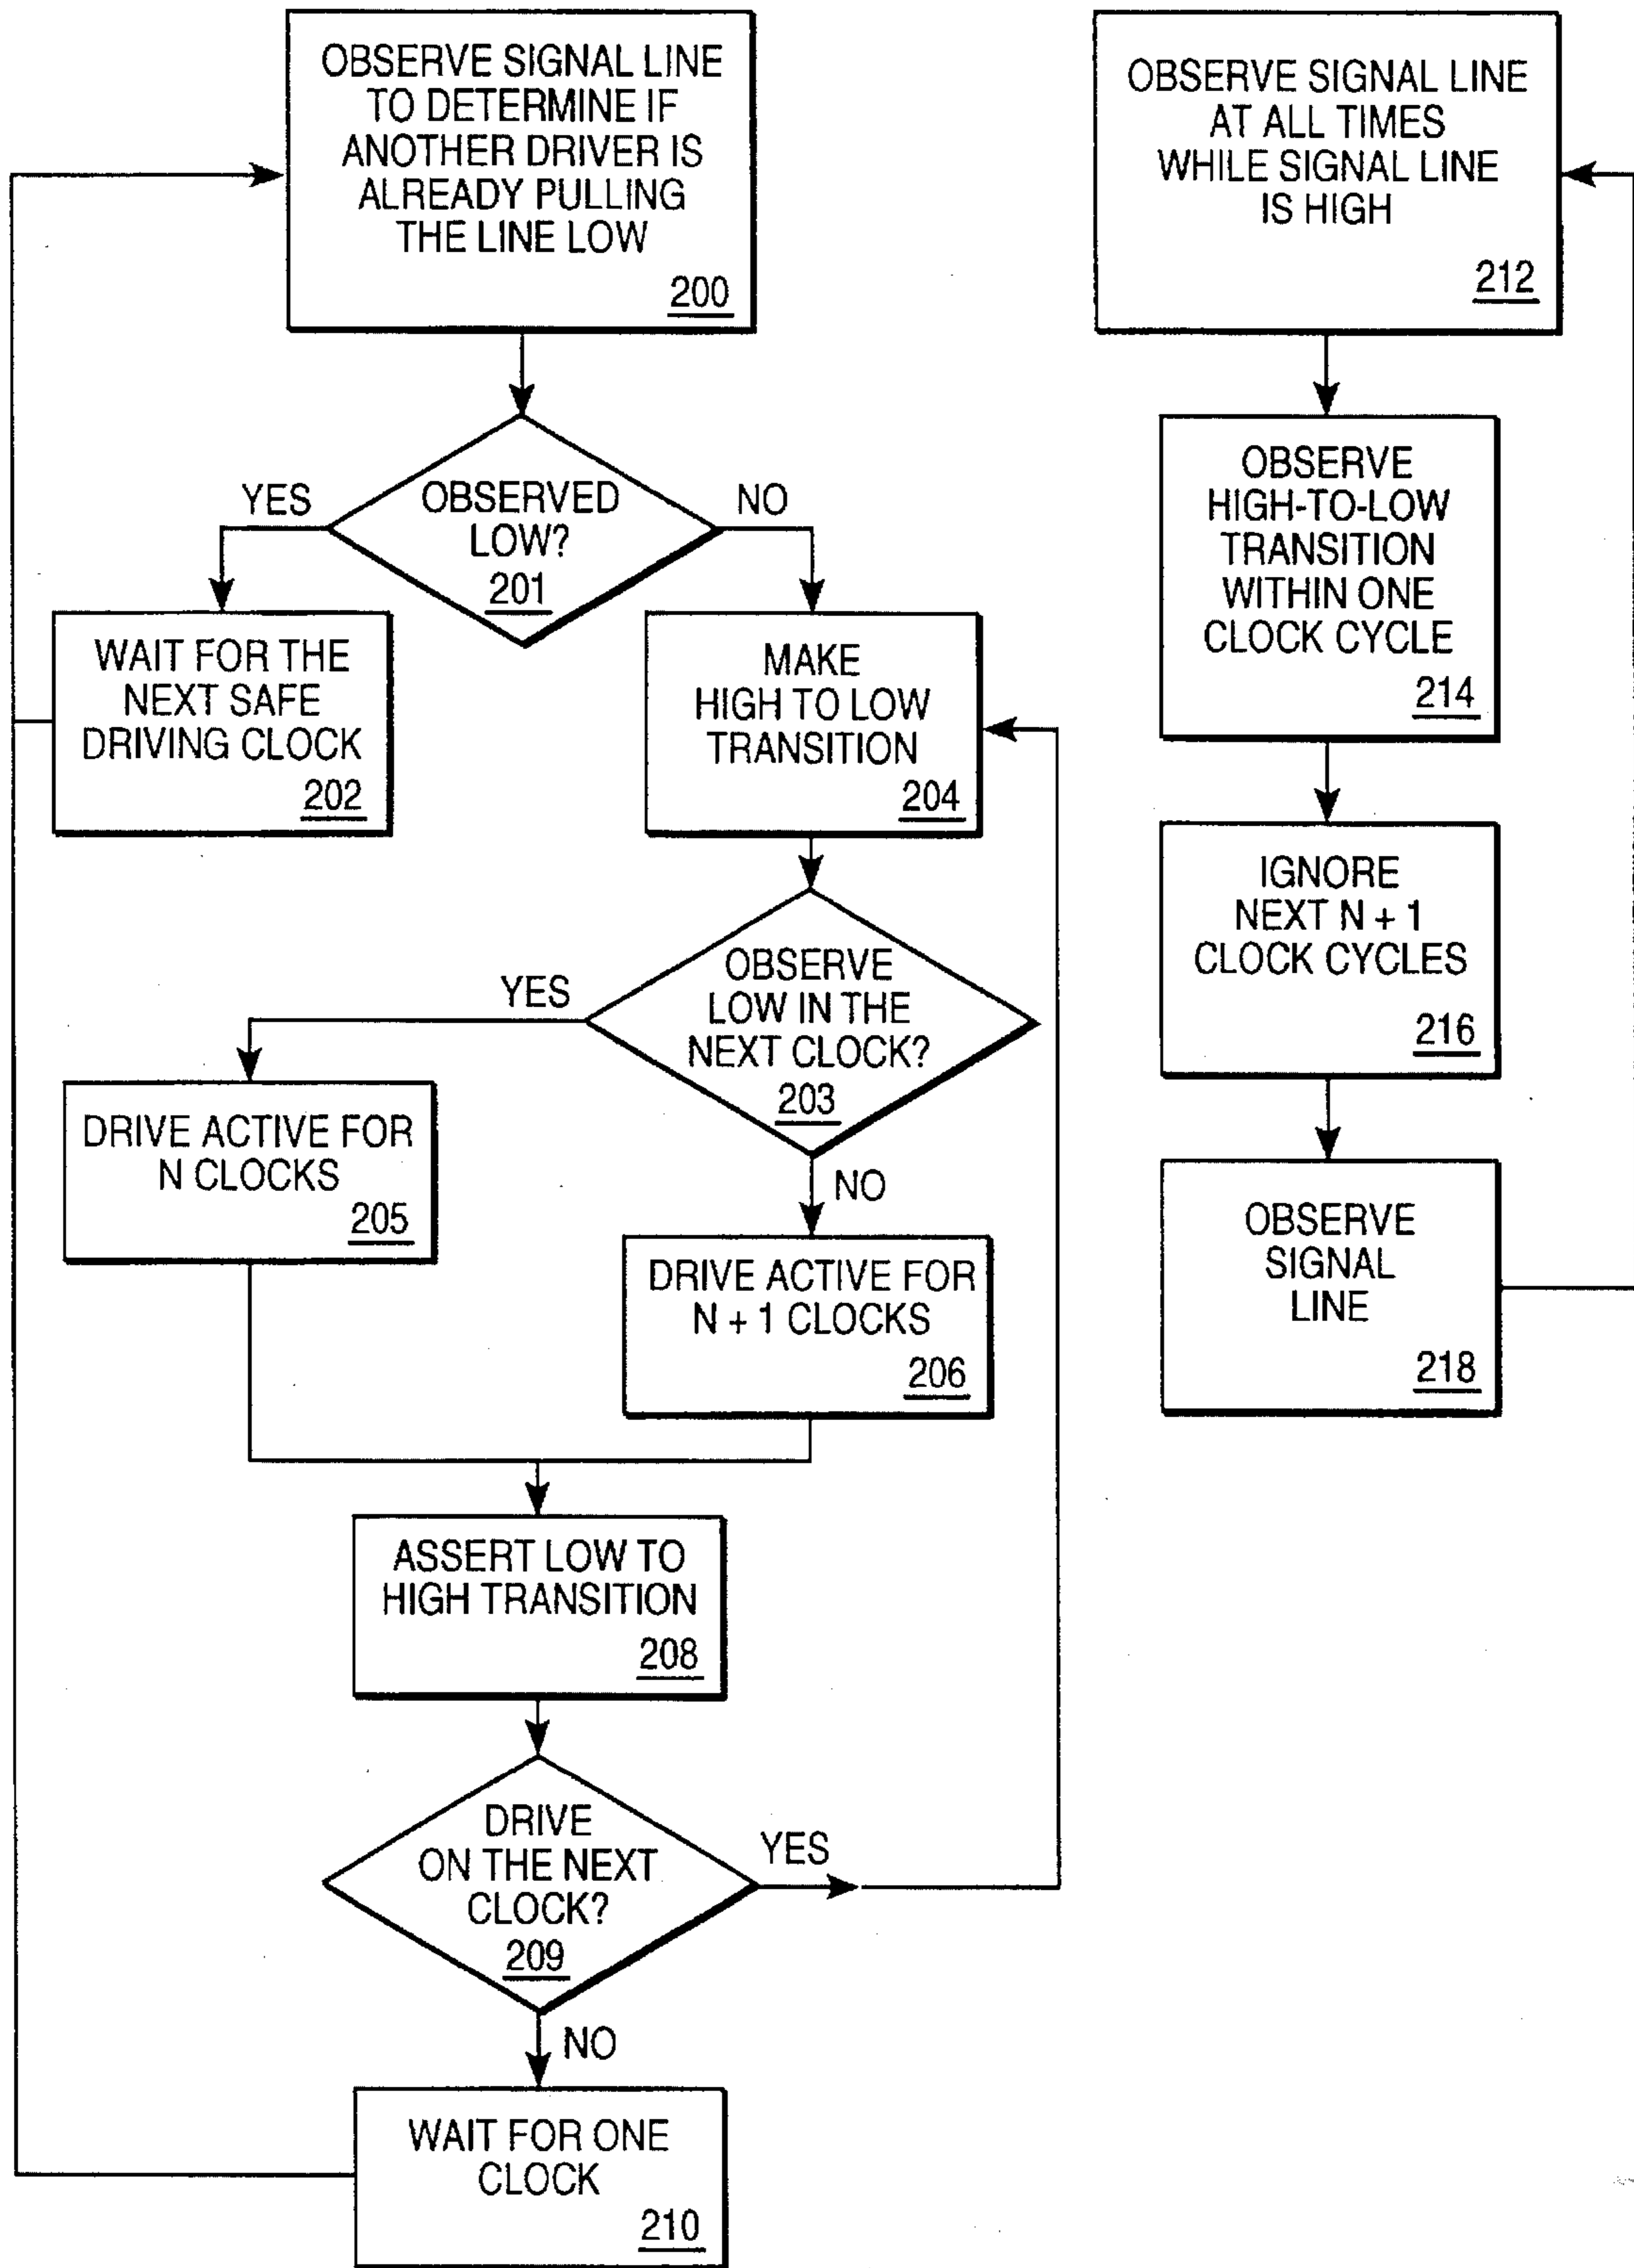 OBSERVE SIGNAL LINE
TO DETERMINE IF
ANOTHER DRIVER IS
ALREADY PULLING
THE LINE LOW
200
YES
OBSERVED
LOW?
201
NO
WAIT FOR THE
NEXT SAFE
DRIVING CLOCK
202
MAKE
HIGH TO LOW
TRANSITION
204
YES
OBSERVE
LOW IN THE
NEXT CLOCK?
203
NO
DRIVE ACTIVE FOR
N CLOCKS
205
DRIVE ACTIVE FOR
N + 1 CLOCKS
206
ASSERT LOW TO
HIGH TRANSITION
208
DRIVE
ON THE NEXT
CLOCK?
209
YES
NO
WAIT FOR ONE
CLOCK
210
OBSERVE SIGNAL LINE
AT ALL TIMES
WHILE SIGNAL LINE
IS HIGH
212
OBSERVE
HIGH-TO-LOW
TRANSITION
WITHIN ONE
CLOCK CYCLE
214
IGNORE
NEXT N + 1
CLOCK CYCLES
216
OBSERVE
SIGNAL
LINE
218